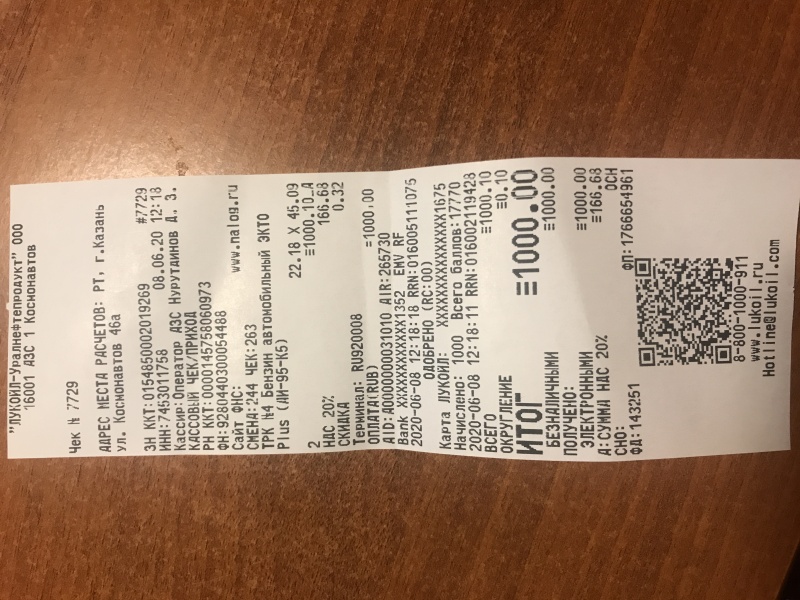 "ЛУКОЙЛ-Уралнефтепродукт" ООО
16001 АЗС 1 Космонавтов
Чек № 7729
АДРЕС МЕСТА РАСЧЕТОВ: РТ, г.Казань
ул. Космонавтов 46а
#7729
ЗН ККТ:0154850002019269
ИНН:7453011758 08.06.20 12:18
Кассир:Оператор АЗС Нурутдинов Д. З.
КАССОВЫЙ ЧЕК/ПРИХОД
РН ККТ:0000145758060973
ФН:9280440300054488
Сайт ФНС: www.nalog.ru
СМЕНА:244 ЧЕК:263
ТРК №4 Бензин автомобильный ЭКТО
Plus (АИ-95-К5)
22.18 X 45.09
2 ≡1000.10_А
НДС 20% 166.68
СКИДКА 0.32
Терминал: RU920008
ОПЛАТА(RUB) =1000,00
AID:A0000000031010 AIR:265730
Bank XXXXXXXXXXXX1352 EMV RF
2020-06-08 12:18:18 RRN:016005111075
ОДОБРЕНО (RC:00)
Карта ЛУКОЙЛ: XXXXXXXXXXXXXXX1675
Начислено: 1000 Всего баллов:17770
2020-06-08 12:18:11 RRN:016002119428
ВСЕГО ≡1000.10
ОКРУГЛЕНИЕ ≡0.10
ИТОГ ≡1000.00
БЕЗНАЛИЧНЫМИ ≡1000.00
ПОЛУЧЕНО:
ЭЛЕКТРОННЫМИ ≡1000.00
А:СУММА НДС 20% ≡166.68
СНО: ОСН
ФД:143251 ФП:1766654961
8-800-1000-911
www.lukoil.ru
Hotline@lukoil.com